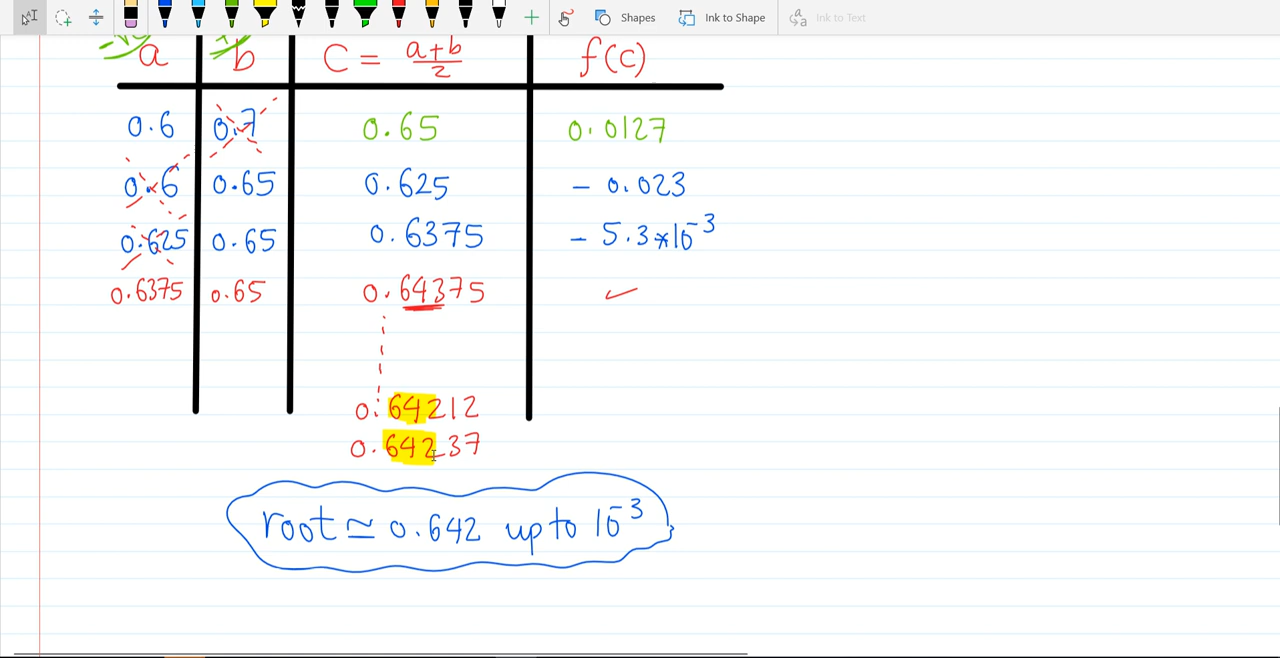 Shapes Ink to Shape Ink to Text
-ve + a b C = a+b/2 f(c)
0.6 0.7 0.65 0.0127
0.6 0.65 0.625 - 0.023
0.625 0.65 0.6375 - 5.3*10^-3
0.6375 0.65 0.64375 ✓
0.64212
0.64237
root ≃ 0.642 up to 10^-3